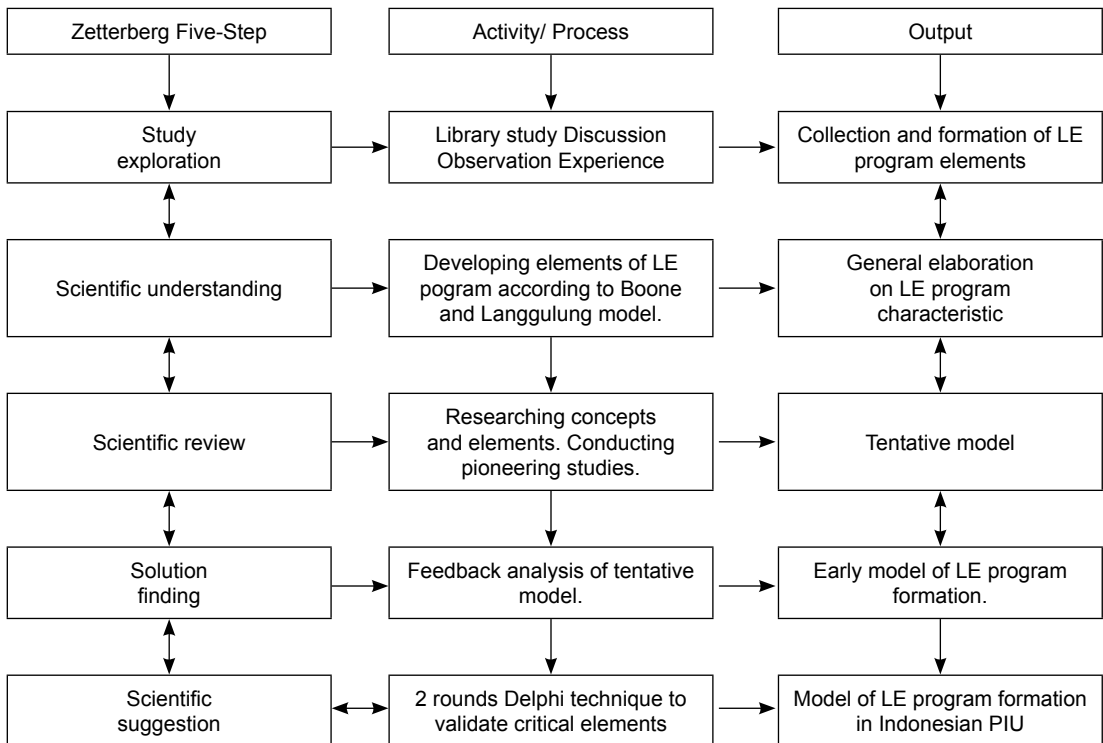 Zetterberg Five-Step
Activity/ Process
Output
Study
exploration
Library study Discussion
Observation Experience
Collection and formation of LE
program elements
Scientific understanding
Developing elements of LE
pogram according to Boone
and Langgulung model.
General elaboration
on LE program
characteristic
Scientific review
Researching concepts
and elements. Conducting
pioneering studies.
Tentative model
Solution
finding
Feedback analysis of tentative
model.
Early model of LE program
formation.
Scientific
suggestion
2 rounds Delphi technique to
validate critical elements
Model of LE program formation
in Indonesian PIU